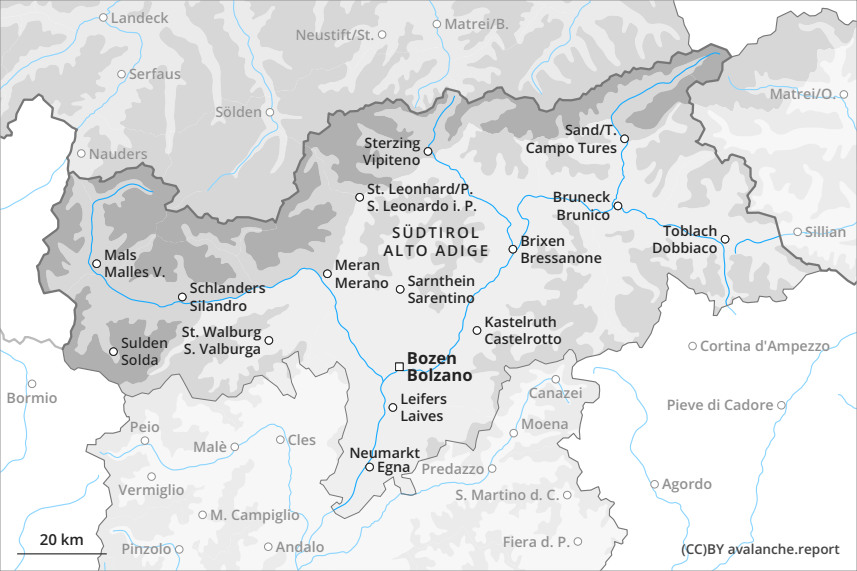 Landeck
Matrei/B.
Neustift/St.
Serfaus
Matrei/O.
Sölden
Sand/T.
Campo Tures
Sterzing
Vipiteno
Nauders
St. Leonhard/P.
S. Leonardo i. P.
Bruneck
Brunico
SÜDTIROL
ALTO ADIGE
Toblach
Dobbiaco
Sillian
Brixen
Bressanone
Mals
Malles V.
Meran
Merano
Sarnthein
Sarentino
Schlanders
Silandro
St. Walburg
S. Valburga
Kastelruth
Castelrotto
Sulden
Solda
Cortina d'Ampezzo
Bozen
Bolzano
Bormio
Canazei
Leifers
Laives
Pieve di Cadore
Peio
Moena
Malè
Cles
Neumarkt
Egna
Predazzo
Agordo
Vermiglio
S. Martino d. C.
M. Campiglio
20 km
Pinzolo
Andalo
Fiera d. P.
(CC)BY avalanche.report